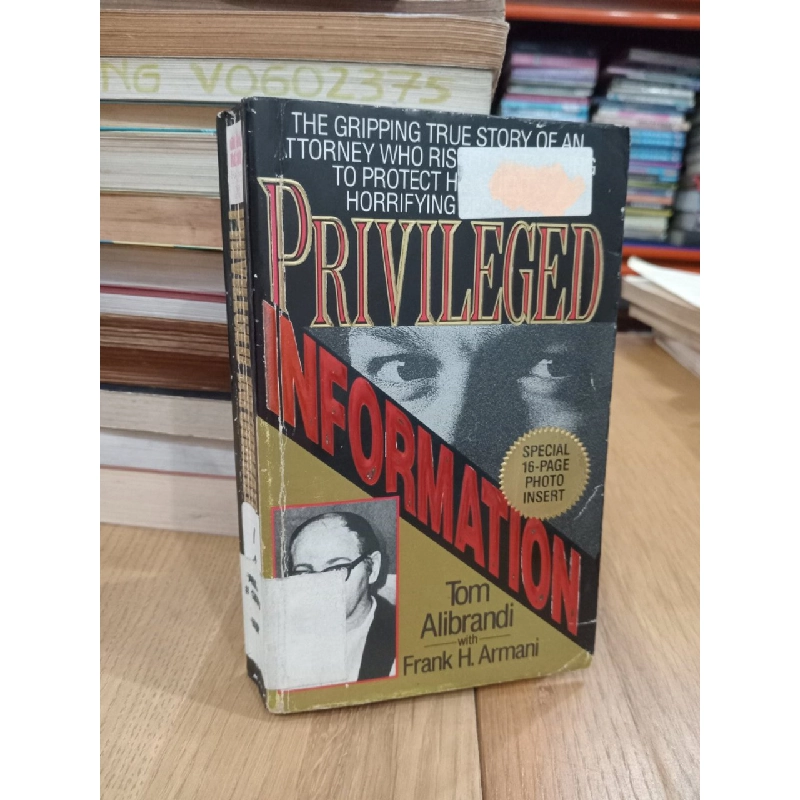 NG V0602375
THE GRIPPING TRUE STORY OF AN
TTORNEY WHO RIS
TO PROTECT H
HORRIFYING
PRIVILEGED
INFORMATION
SPECIAL
16-PAGE
PHOTO
INSERT
Tom
Alibrandi
with
Frank H. Armani